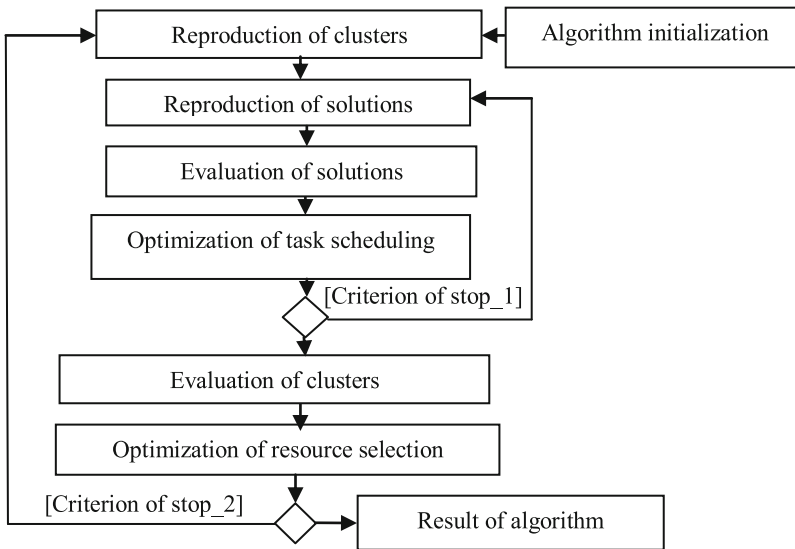 Reproduction of clusters
Algorithm initialization
Reproduction of solutions
Evaluation of solutions
Optimization of task scheduling
[Criterion of stop_1]
Evaluation of clusters
Optimization of resource selection
[Criterion of stop_2]
Result of algorithm